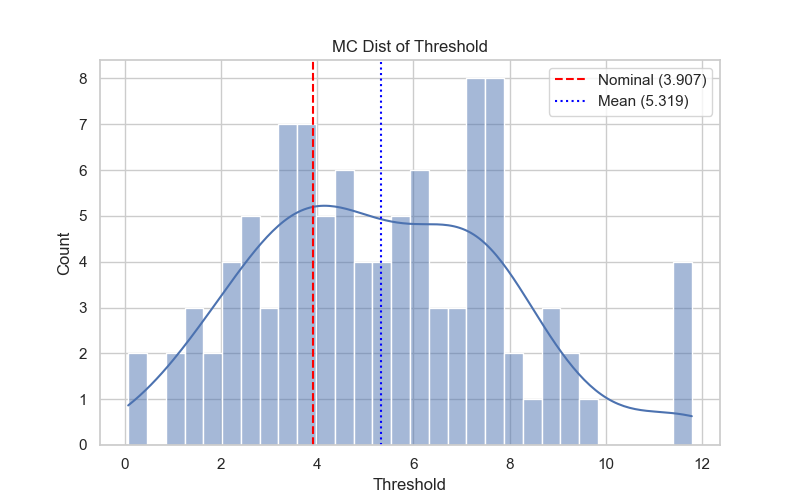 MC Dist of Threshold
Nominal (3.907)
Mean (5.319)
8
7
6
5
4
3
2
1
0
Count
0 2 4 6 8 10 12
Threshold